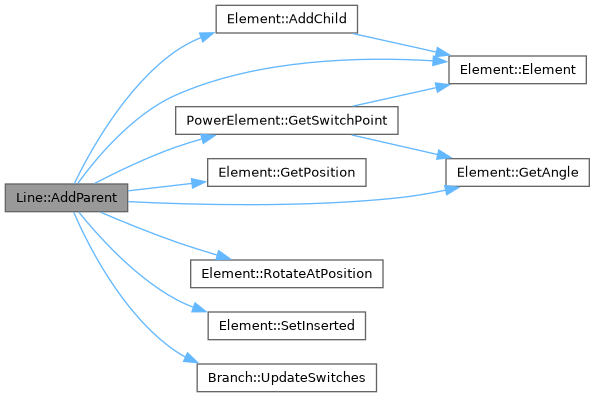 Line::AddParent
Element::AddChild
Element::Element
PowerElement::GetSwitchPoint
Element::GetPosition
Element::GetAngle
Element::RotateAtPosition
Element::SetInserted
Branch::UpdateSwitches